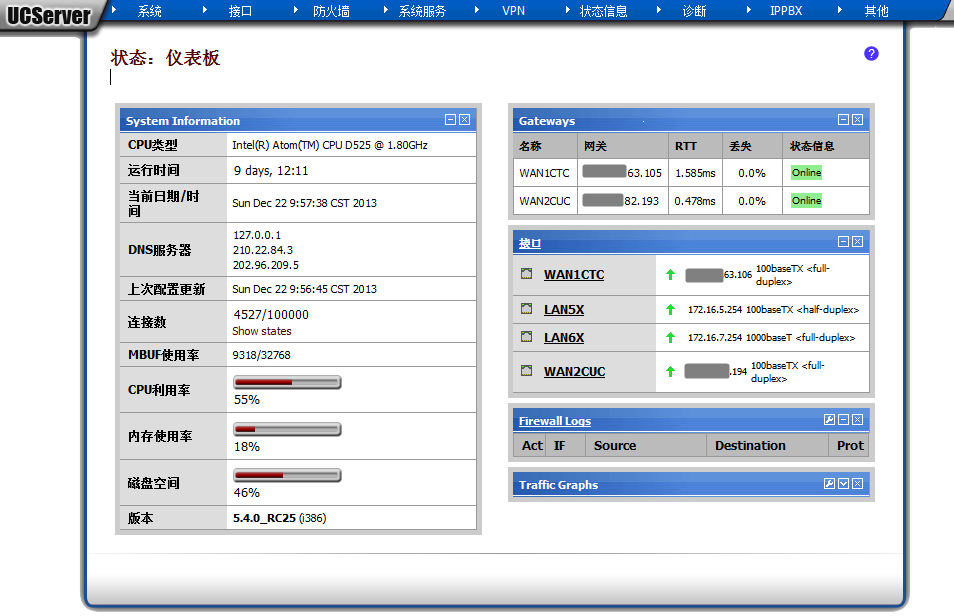 UCServer
系统 接口 防火墙 系统服务 VPN 状态信息 诊断 IPPBX 其他
状态：仪表板
?
System Information
CPU类型 Intel(R) Atom(TM) CPU D525 @ 1.80GHz
运行时间 9 days, 12:11
当前日期/时
间
Sun Dec 22 9:57:38 CST 2013
DNS服务器
127.0.0.1
210.22.84.3
202.96.209.5
上次配置更新 Sun Dec 22 9:56:45 CST 2013
连接数
4527/100000
Show states
MBUF使用率 9318/32768
CPU利用率
55%
内存使用率
18%
磁盘空间
46%
版本 5.4.0_RC25 (i386)
Gateways
名称 网关 RTT 丢失 状态信息
WAN1CTC 63.105 1.585ms 0.0% Online
WAN2CUC 82.193 0.478ms 0.0% Online
接口
WAN1CTC 63.106 100baseTX <full-
duplex>
LAN5X 172.16.5.254 100baseTX <half-duplex>
LAN6X 172.16.7.254 1000baseT <full-duplex>
WAN2CUC .194 100baseTX <full-
duplex>
Firewall Logs
Act IF Source Destination Prot
Traffic Graphs